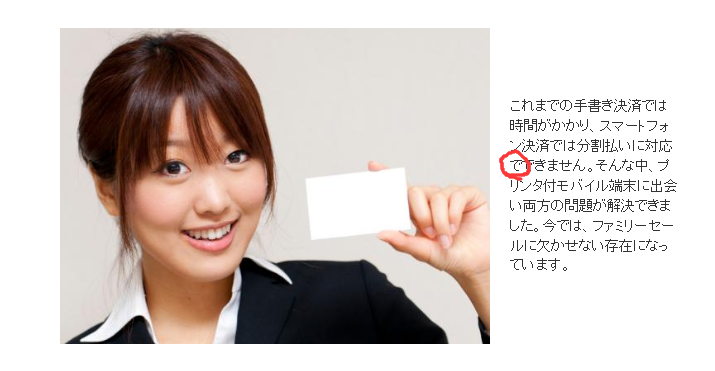 これまでの手書き決済では
時間がかかり、スマートフォ
ン決済では分割払いに対応
でできません。そんな中、プ
リンタ付モバイル端末に出会
い両方の問題が解決できま
した。今では、ファミリーセー
ルに欠かせない存在になっ
ています。